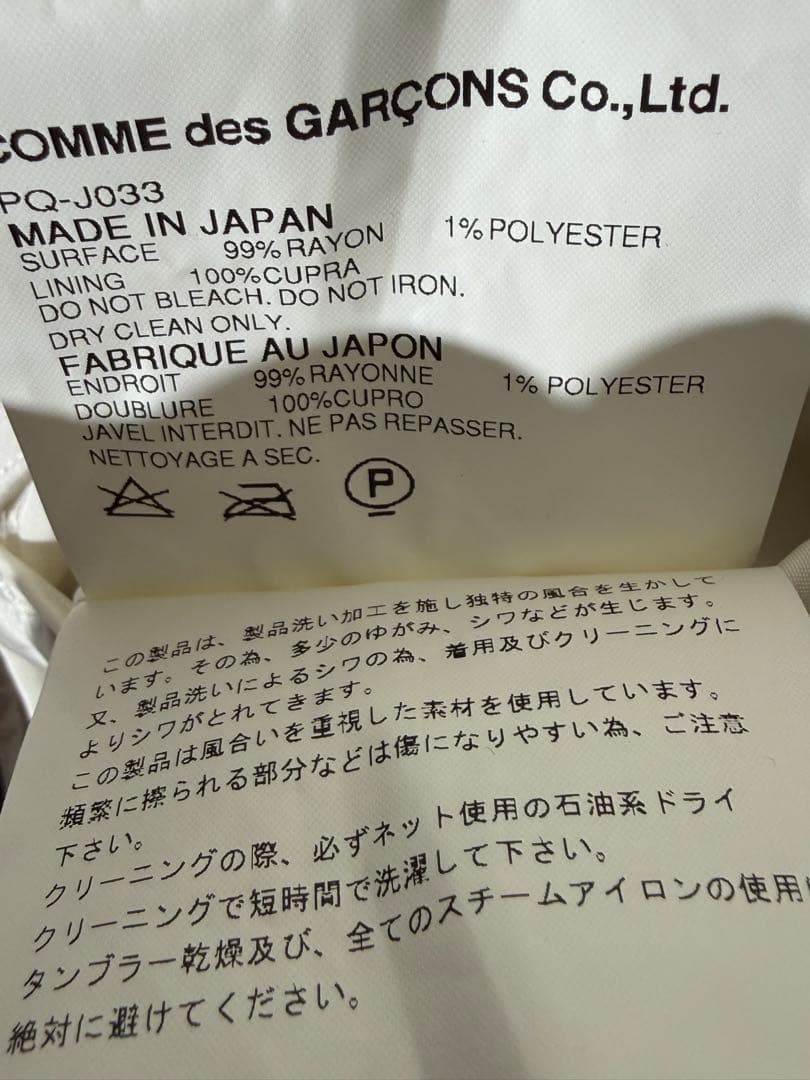 COMME des GARÇONS Co.,Ltd.
PQ-J033
MADE IN JAPAN
SURFACE 99% RAYON 1% POLYESTER
LINING 100%CUPRA
DO NOT BLEACH. DO NOT IRON.
DRY CLEAN ONLY.
FABRIQUE AU JAPON
ENDROIT 99% RAYONNE 1% POLYESTER
DOUBLURE 100%CUPRO
JAVEL INTERDIT. NE PAS REPASSER.
NETTOYAGE A SEC.
P
この製品は、製品洗い加工を施し独特の風合を生かして
います。その為、多少のゆがみ、シワなどが生じます。
又、製品洗いによるシワの為、着用及びクリーニングに
よりシワがとれてきます。
この製品は風合いを重視した素材を使用しています。
頻繁に擦られる部分などは傷になりやすい為、ご注意
下さい。
クリーニングの際、必ずネット使用の石油系ドライ
クリーニングで短時間で洗濯して下さい。
タンブラー乾燥及び、全てのスチームアイロンの使用
絶対に避けてください。